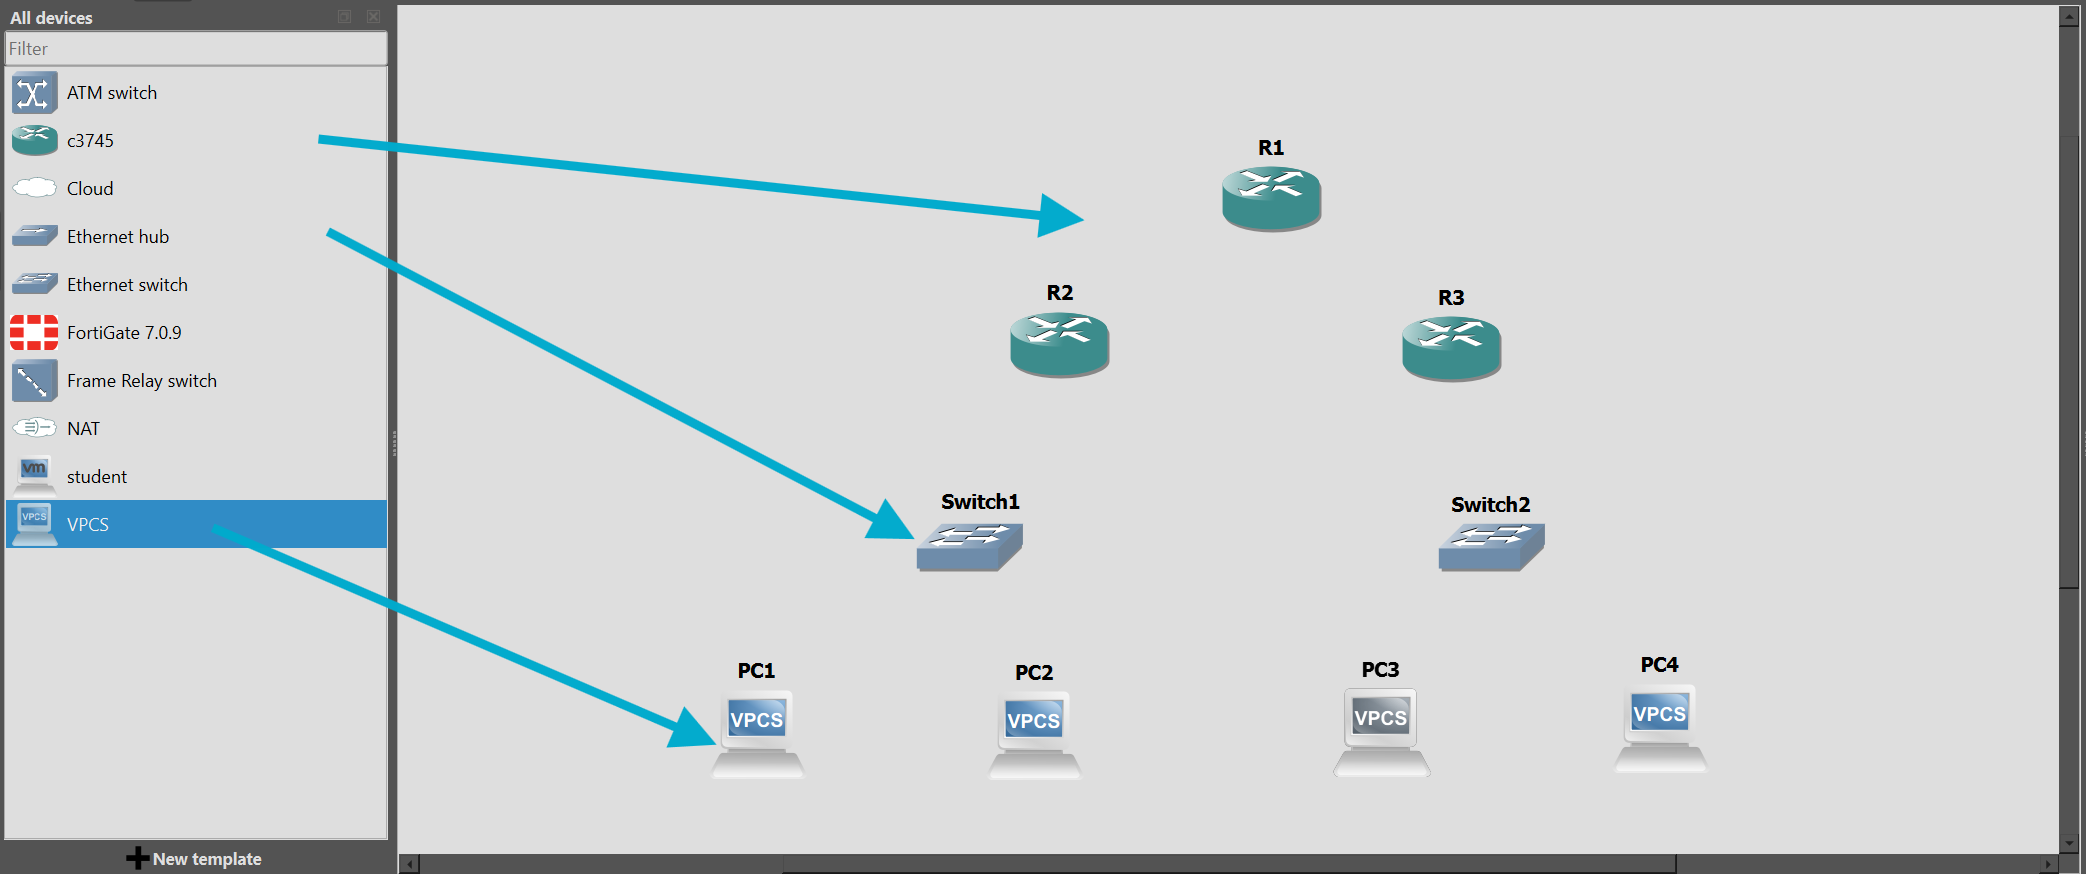 All devices
Filter
ATM switch
c3745
Cloud
Ethernet hub
Ethernet switch
FortiGate 7.0.9
Frame Relay switch
NAT
vm
student
VPCS
VPCS
New template
R1
R2
R3
Switch1
Switch2
PC1
VPCS
PC2
VPCS
PC3
VPCS
PC4
VPCS